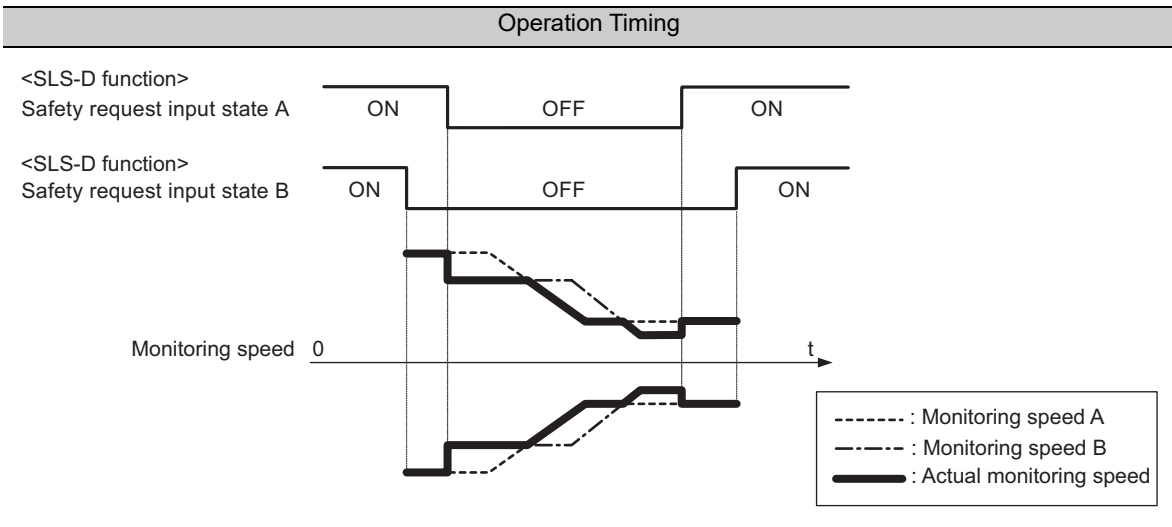 Operation Timing
<SLS-D function>
Safety request input state A
ON
OFF
ON
<SLS-D function>
Safety request input state B
ON
OFF
ON
Monitoring speed 0
t
: Monitoring speed A
: Monitoring speed B
: Actual monitoring speed